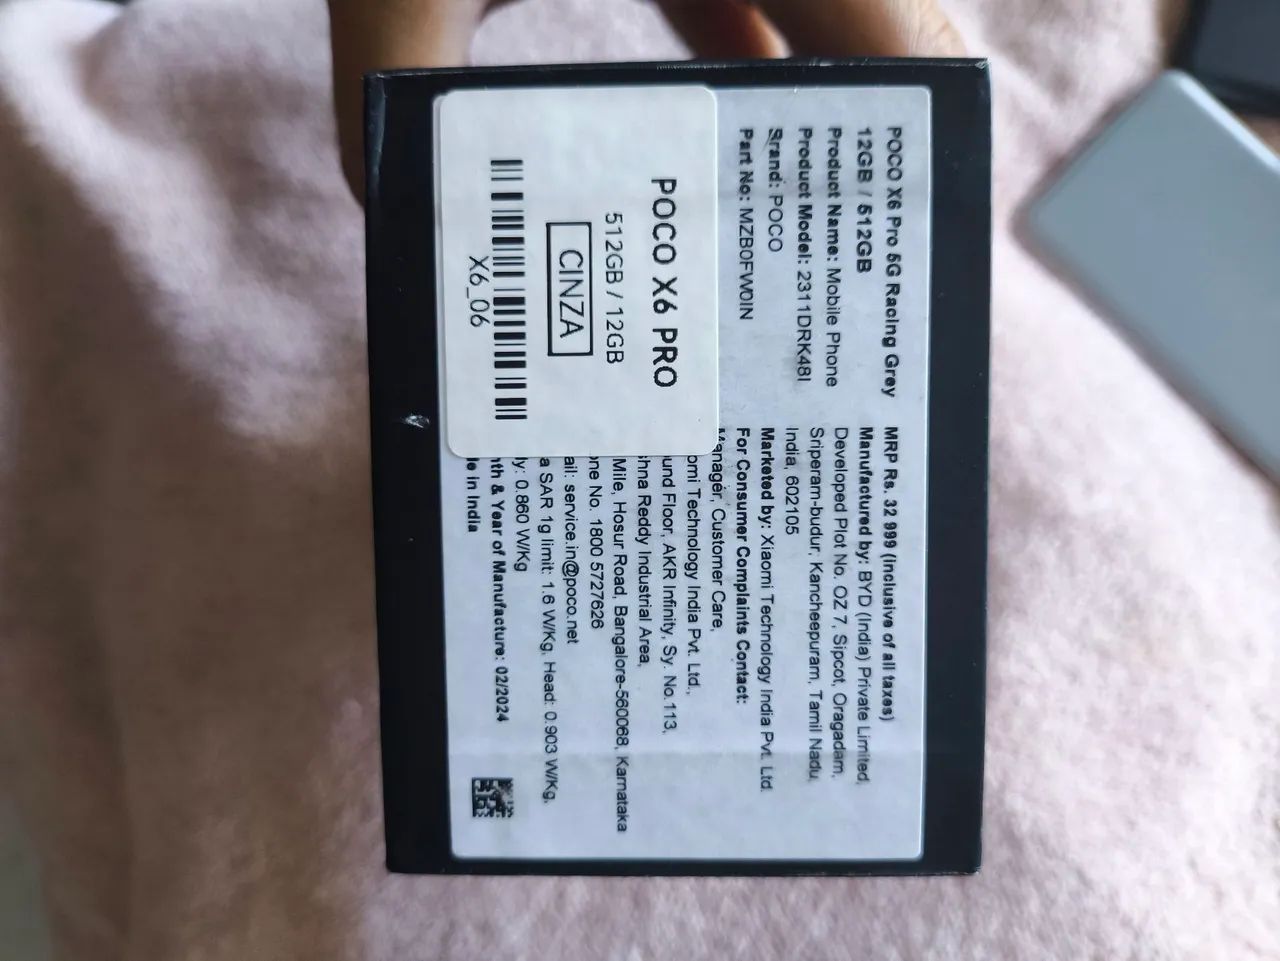 POCO X6 Pro 5G Racing Grey
12GB / 512GB
Product Name: Mobile Phone
Product Model: 2311DRK48I
Brand: POCO
Part No: MZB0FW0IN
MRP Rs. 32 999 (Inclusive of all taxes)
Manufactured by: BYD (India) Private Limited,
Developed Plot No. OZ 7, Sipcot, Oragadam,
Sriperam-budur, Kancheepuram, Tamil Nadu,
India, 602105
Marketed by: Xiaomi Technology India Pvt. Ltd.
For Consumer Complaints Contact:
Manager, Customer Care,
omi Technology India Pvt. Ltd.,
und Floor, AKR Infinity, Sy. No.113,
hna Reddy Industrial Area,
Mile, Hosur Road, Bangalore-560068, Karnataka
one No. 1800 5727626
ail: service.in@poco.net
a SAR 1g limit: 1.6 W/Kg, Head: 0.903 W/Kg,
y: 0.860 W/Kg
nth & Year of Manufacture: 02/2024
e in India
POCO X6 PRO
512GB / 12GB
CINZA
X6_06